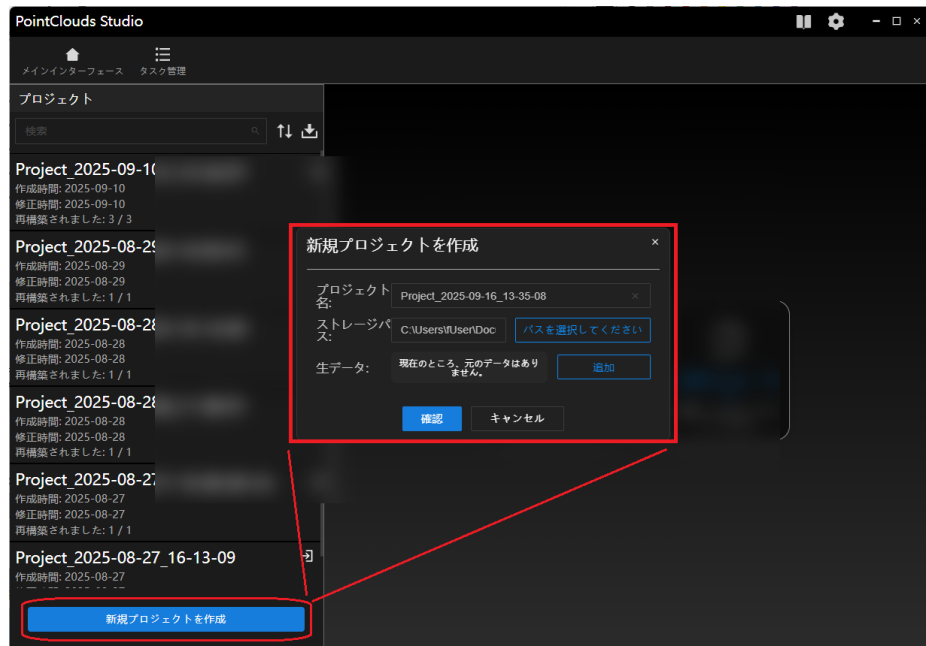 PointClouds Studio
メインインターフェース タスク管理
プロジェクト
検索
Project_2025-09-10
作成時間: 2025-09-10
修正時間: 2025-09-10
再構築されました: 3 / 3
Project_2025-08-29
作成時間: 2025-08-29
修正時間: 2025-08-29
再構築されました: 1 / 1
Project_2025-08-28
作成時間: 2025-08-28
修正時間: 2025-08-28
再構築されました: 1 / 1
Project_2025-08-28
作成時間: 2025-08-28
修正時間: 2025-08-28
再構築されました: 1 / 1
Project_2025-08-27
作成時間: 2025-08-27
修正時間: 2025-08-27
再構築されました: 1 / 1
Project_2025-08-27_16-13-09
作成時間: 2025-08-27
新規プロジェクトを作成
新規プロジェクトを作成
プロジェクト
名:
Project_2025-09-16_13-35-08
ストレージパ
ス:
C:\Users\fUser\Doc
パスを選択してください
生データ:
現在のところ、元のデータはあり
ません。
追加
確認 キャンセル